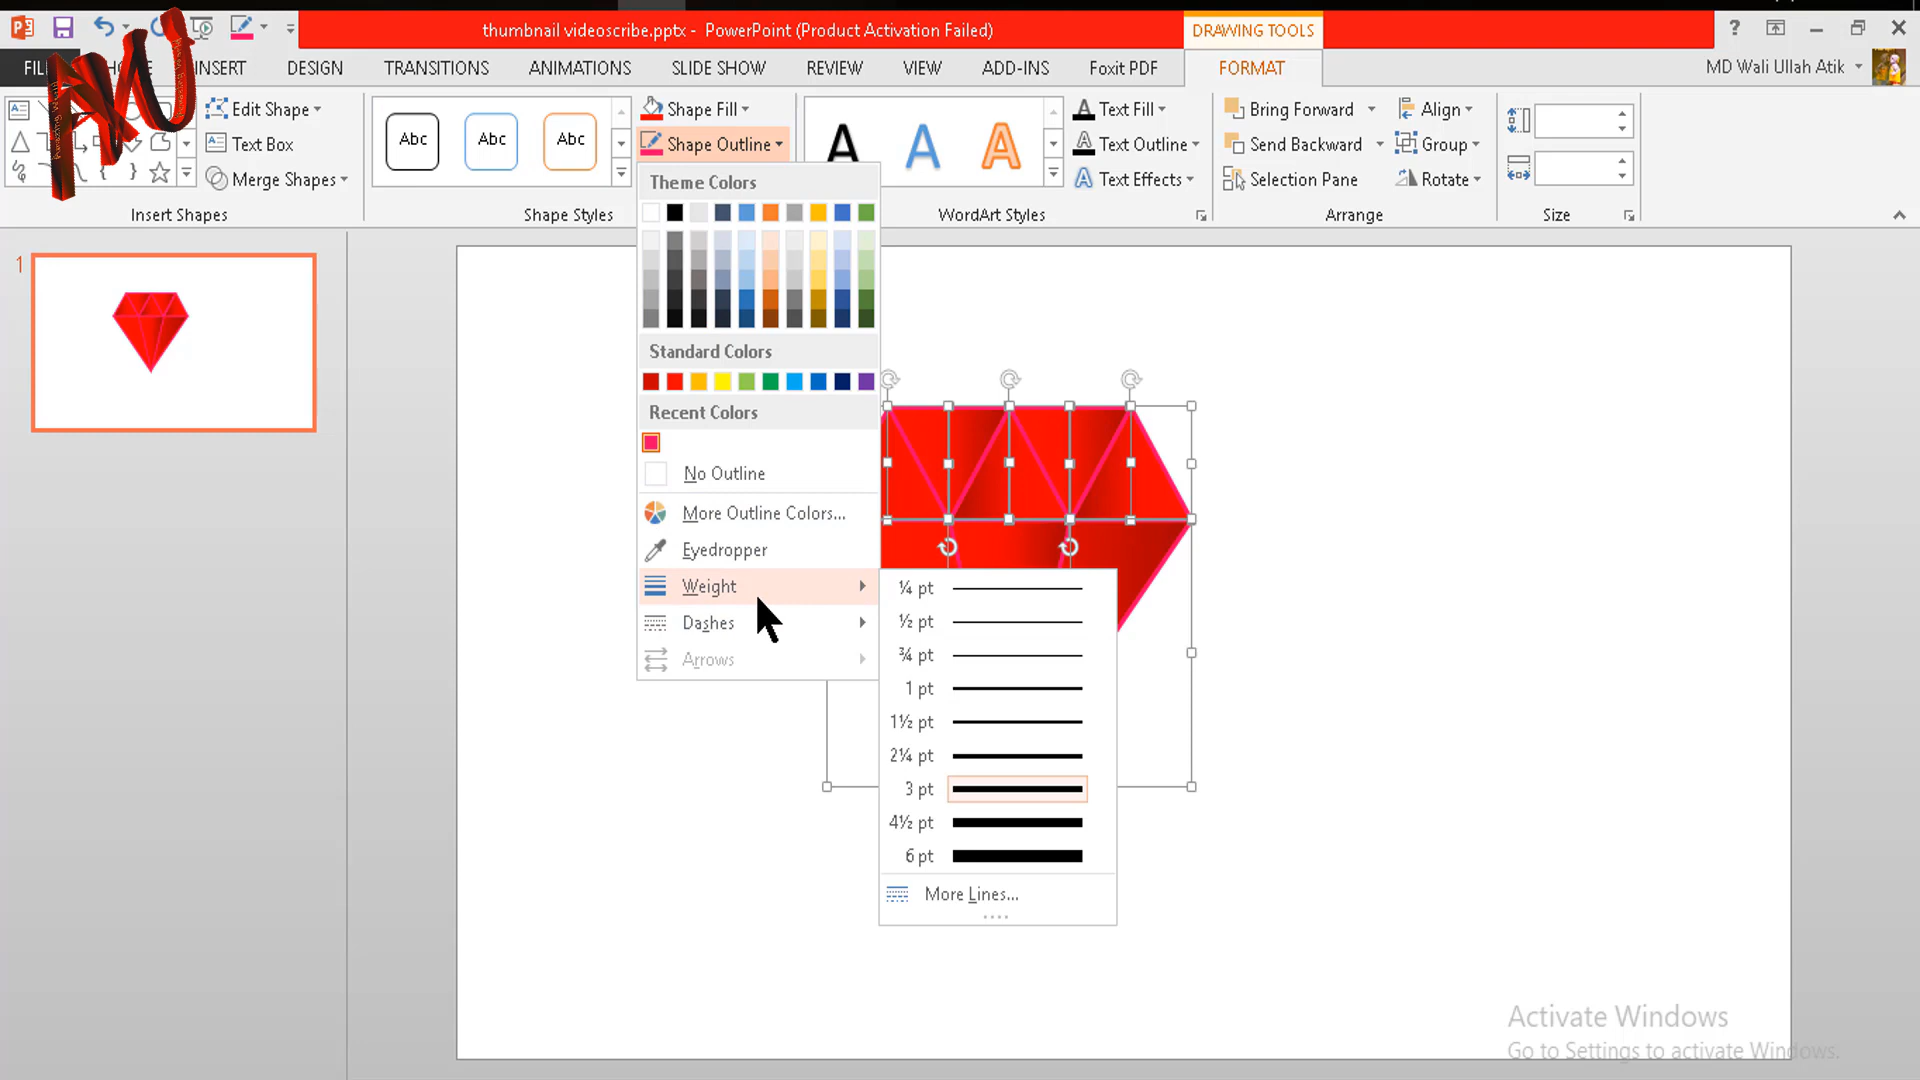 thumbnail videoscribe.pptx - PowerPoint (Product Activation Failed)
DRAWING TOOLS
INSERT
DESIGN
TRANSITIONS
ANIMATIONS
SLIDE SHOW
REVIEW
VIEW
ADD-INS
Foxit PDF
FORMAT
MD Wali Ullah Atik
Edit Shape
Text Box
Merge Shapes
Insert Shapes
Abc
Abc
Abc
Shape Styles
Shape Fill
Shape Outline
A
A
A
WordArt Styles
Text Fill
Text Outline
Text Effects
Bring Forward
Send Backward
Selection Pane
Align
Group
Rotate
Arrange
Size
1
Theme Colors
Standard Colors
Recent Colors
No Outline
More Outline Colors...
Eyedropper
Weight
Dashes
Arrows
¼ pt
½ pt
¾ pt
1 pt
1½ pt
2¼ pt
3 pt
4½ pt
6 pt
More Lines...
Activate Windows
Go to Settings to activate Windows.